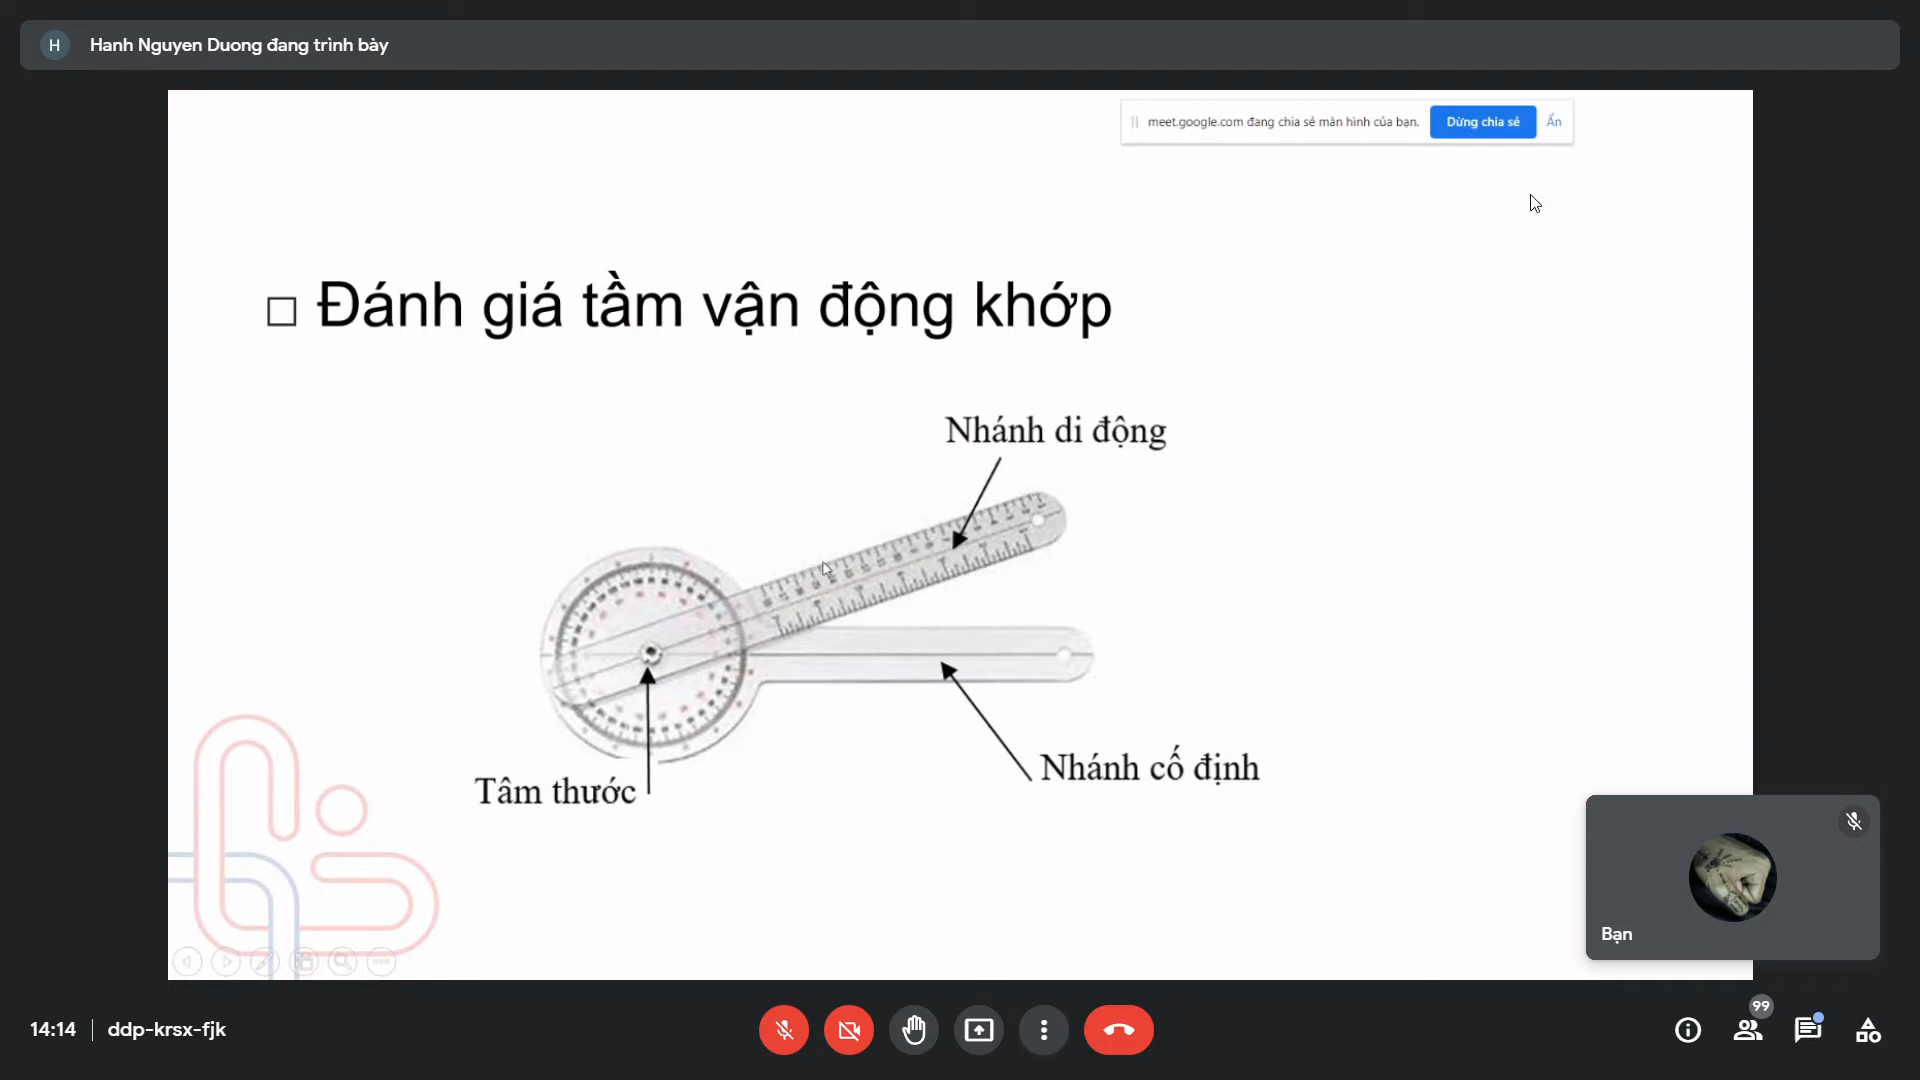 H
Hanh Nguyen Duong đang trình bày
meet.google.com đang chia sẻ màn hình của bạn.
Dừng chia sẻ
Ẩn
□ Đánh giá tầm vận động khớp
Nhánh di động
Nhánh cố định
Tâm thước
Bạn
99
14:14
ddp-krsx-fjk